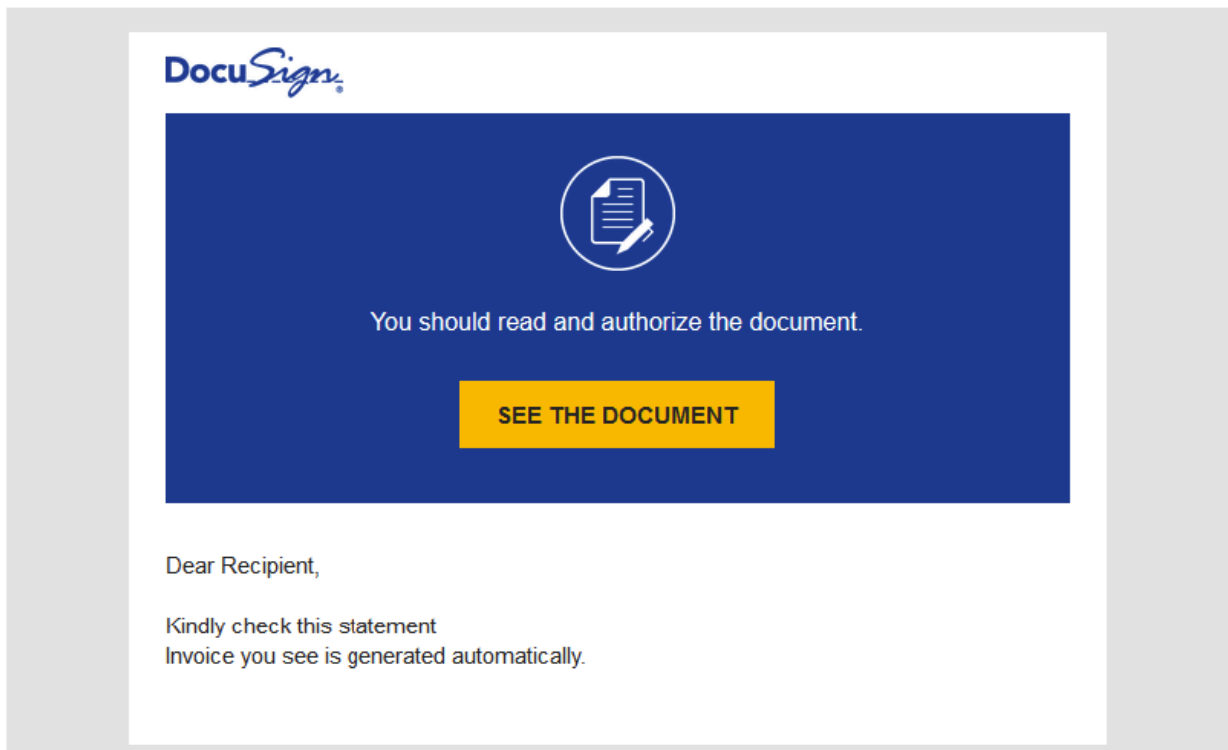 DocuSign®
You should read and authorize the document.
SEE THE DOCUMENT
Dear Recipient,
Kindly check this statement
Invoice you see is generated automatically.